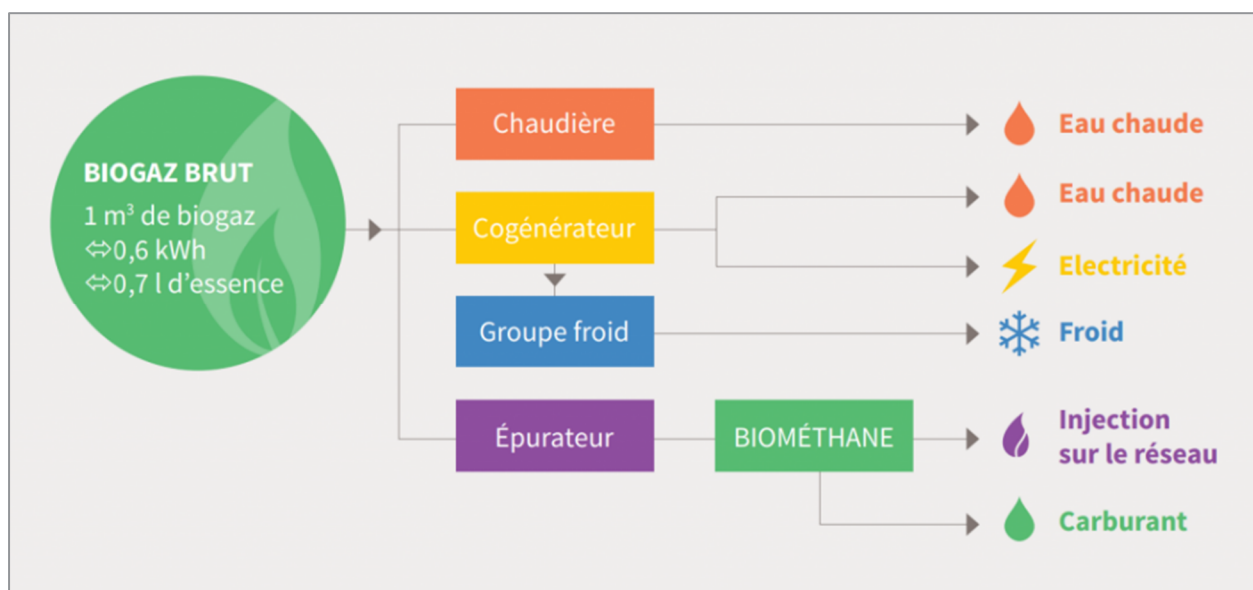 BIOGAZ BRUT
1 m³ de biogaz
⇔0,6 kWh
⇔0,7 l d’essence
Chaudière
Eau chaude
Cogénérateur
Eau chaude
Electricité
Groupe froid
Froid
Épurateur
BIOMÉTHANE
Injection
sur le réseau
Carburant